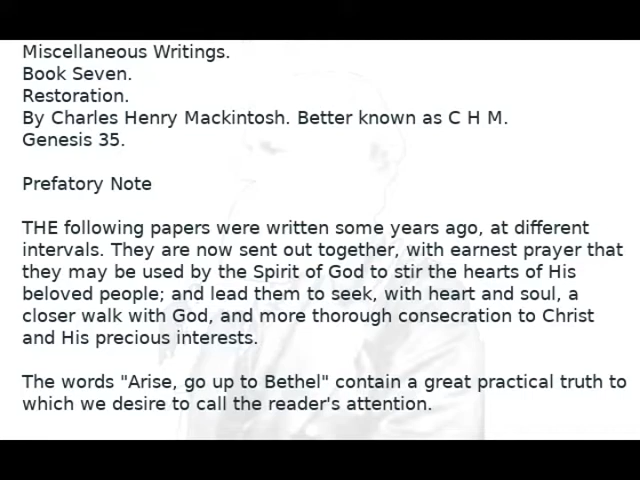 Miscellaneous Writings.
Book Seven.
Restoration.
By Charles Henry Mackintosh. Better known as C H M.
Genesis 35.
Prefatory Note
THE following papers were written some years ago, at different
intervals. They are now sent out together, with earnest prayer that
they may be used by the Spirit of God to stir the hearts of His
beloved people; and lead them to seek, with heart and soul, a
closer walk with God, and more thorough consecration to Christ
and His precious interests.
The words "Arise, go up to Bethel" contain a great practical truth to
which we desire to call the reader's attention.